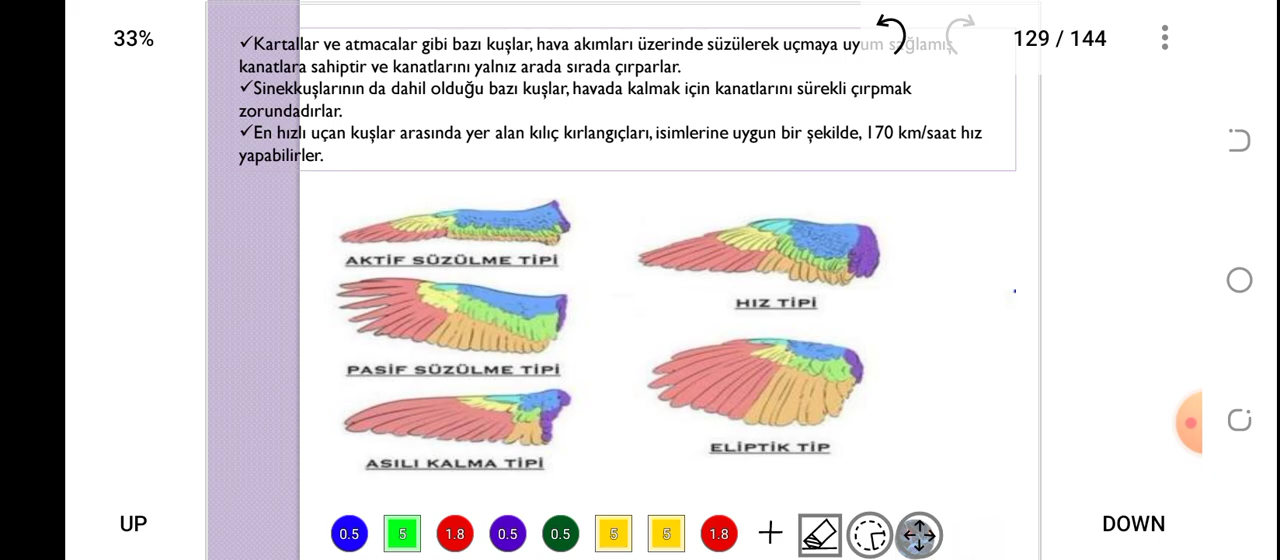 33%
129 / 144
✓Kartallar ve atmacalar gibi bazı kuşlar, hava akımları üzerinde süzülerek uçmaya uyum sağlamış
kanatlara sahiptir ve kanatlarını yalnız arada sırada çırparlar.
✓Sinekkuşlarının da dahil olduğu bazı kuşlar, havada kalmak için kanatlarını sürekli çırpmak
zorundadırlar.
✓En hızlı uçan kuşlar arasında yer alan kılıç kırlangıçları, isimlerine uygun bir şekilde, 170 km/saat hız
yapabilirler.
AKTİF SÜZÜLME TİPİ
HIZ TİPİ
PASİF SÜZÜLME TİPİ
ELİPTİK TİP
ASILI KALMA TİPİ
UP
DOWN
0.5 5 1.8 0.5 0.5 5 5 1.8